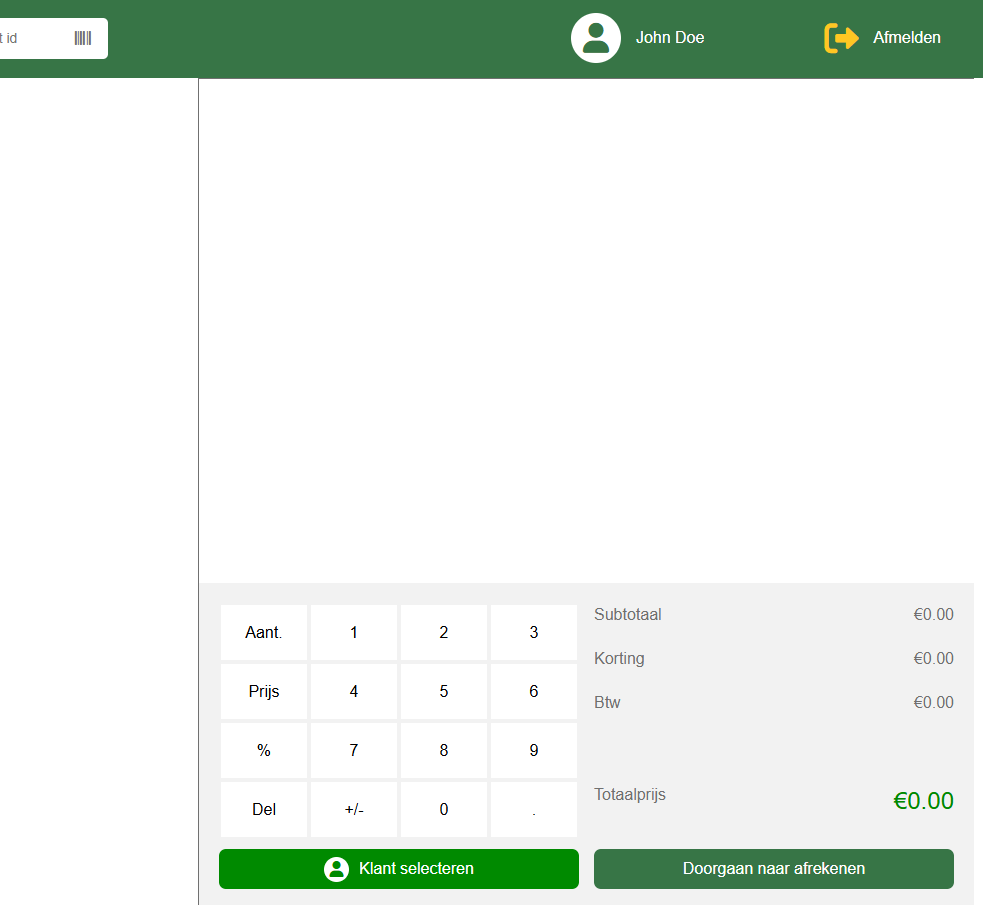 t id
John Doe
Afmelden
Aant. 1 2 3
Prijs 4 5 6
% 7 8 9
Del +/- 0 .
Subtotaal €0.00
Korting €0.00
Btw €0.00
Totaalprijs €0.00
Klant selecteren
Doorgaan naar afrekenen